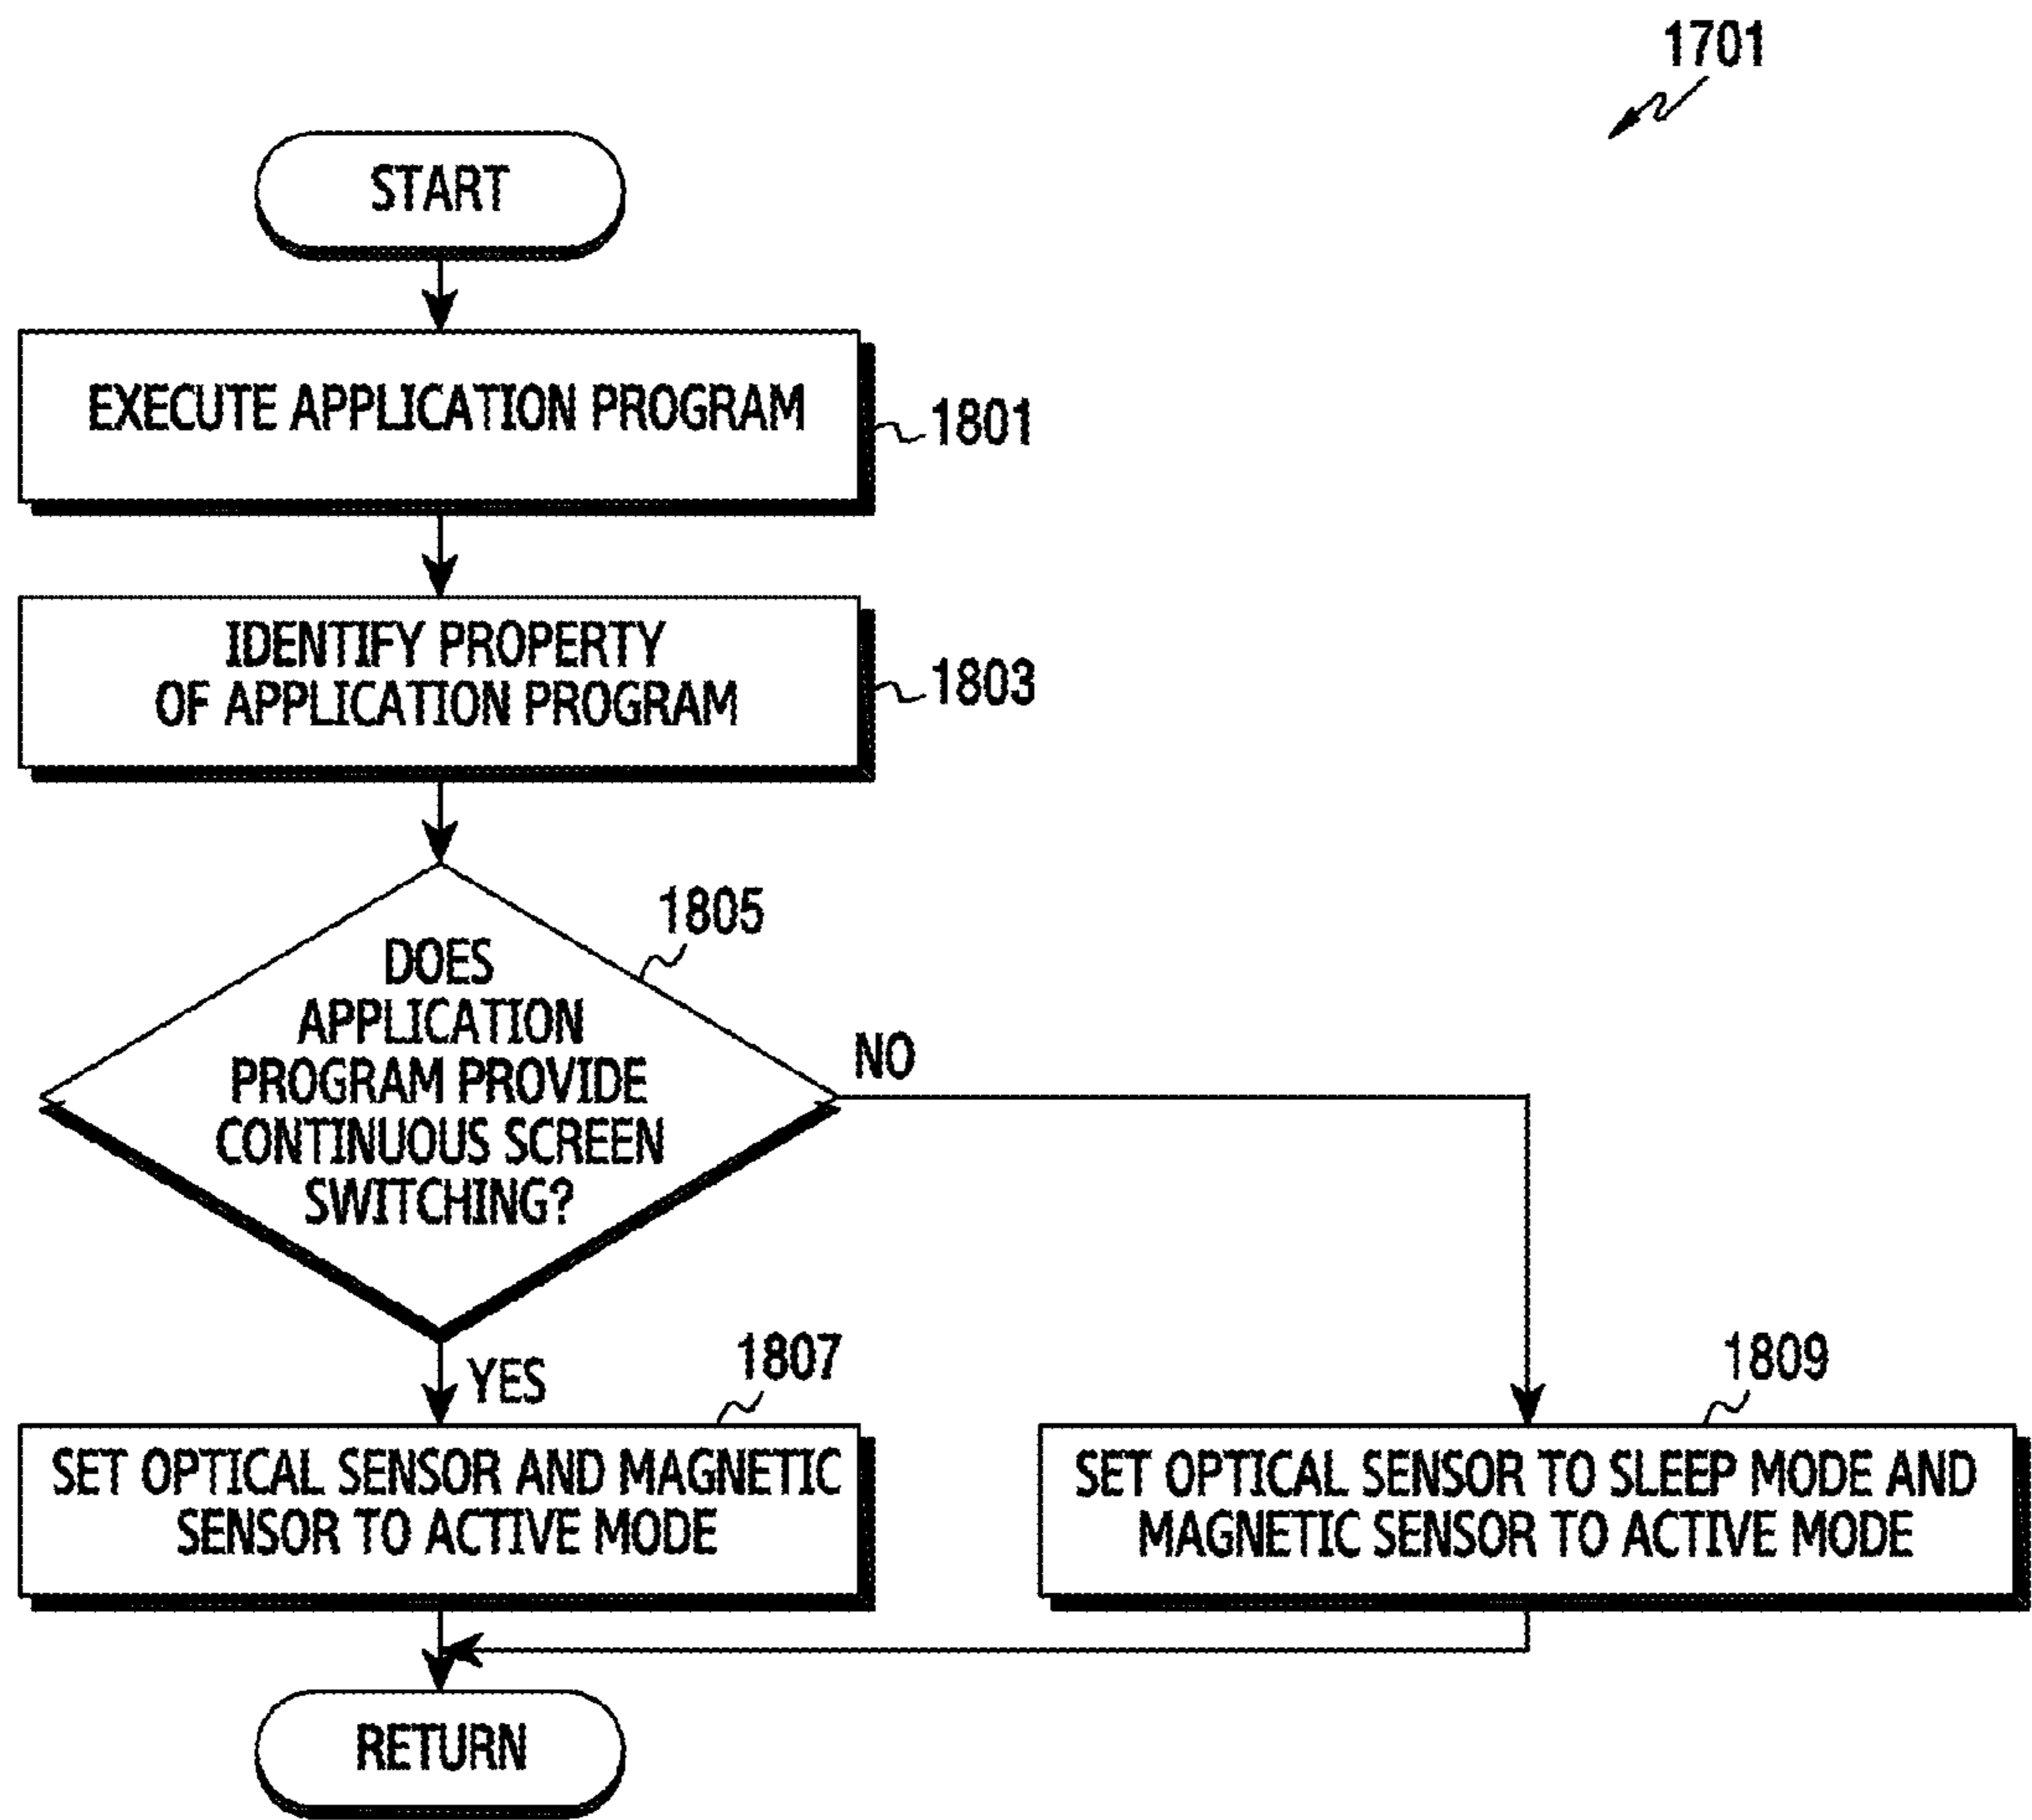 1701
START
EXECUTE APPLICATION PROGRAM
1801
IDENTIFY PROPERTY
OF APPLICATION PROGRAM
1803
1805
DOES
APPLICATION
PROGRAM PROVIDE
CONTINUOUS SCREEN
SWITCHING?
NO
YES
1807
SET OPTICAL SENSOR AND MAGNETIC
SENSOR TO ACTIVE MODE
1809
SET OPTICAL SENSOR TO SLEEP MODE AND
MAGNETIC SENSOR TO ACTIVE MODE
RETURN